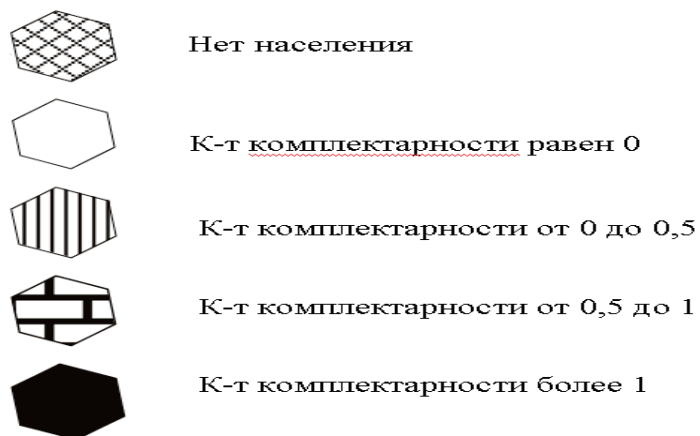 Нет населения
К-т комплектарности равен 0
К-т комплектарности от 0 до 0,5
К-т комплектарности от 0,5 до 1
К-т комплектарности более 1